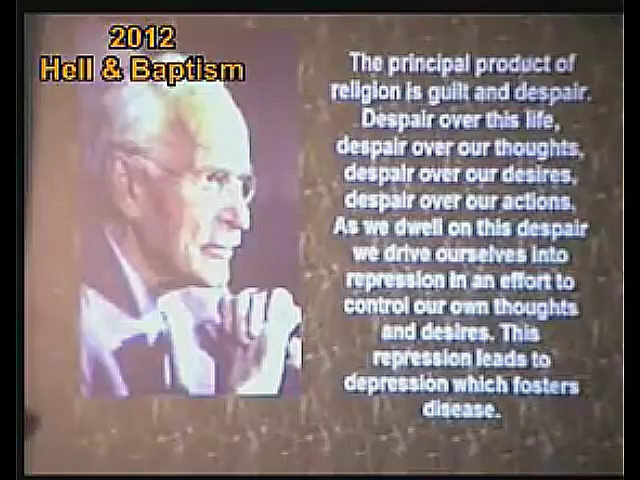 2012
Hell & Baptism
The principal product of
religion is guilt and despair.
Despair over this life,
despair over our thoughts,
despair over our desires,
despair over our actions.
As we dwell on this despair
we drive ourselves into
repression in an effort to
control our own thoughts
and desires. This
repression leads to
depression which fosters
disease.